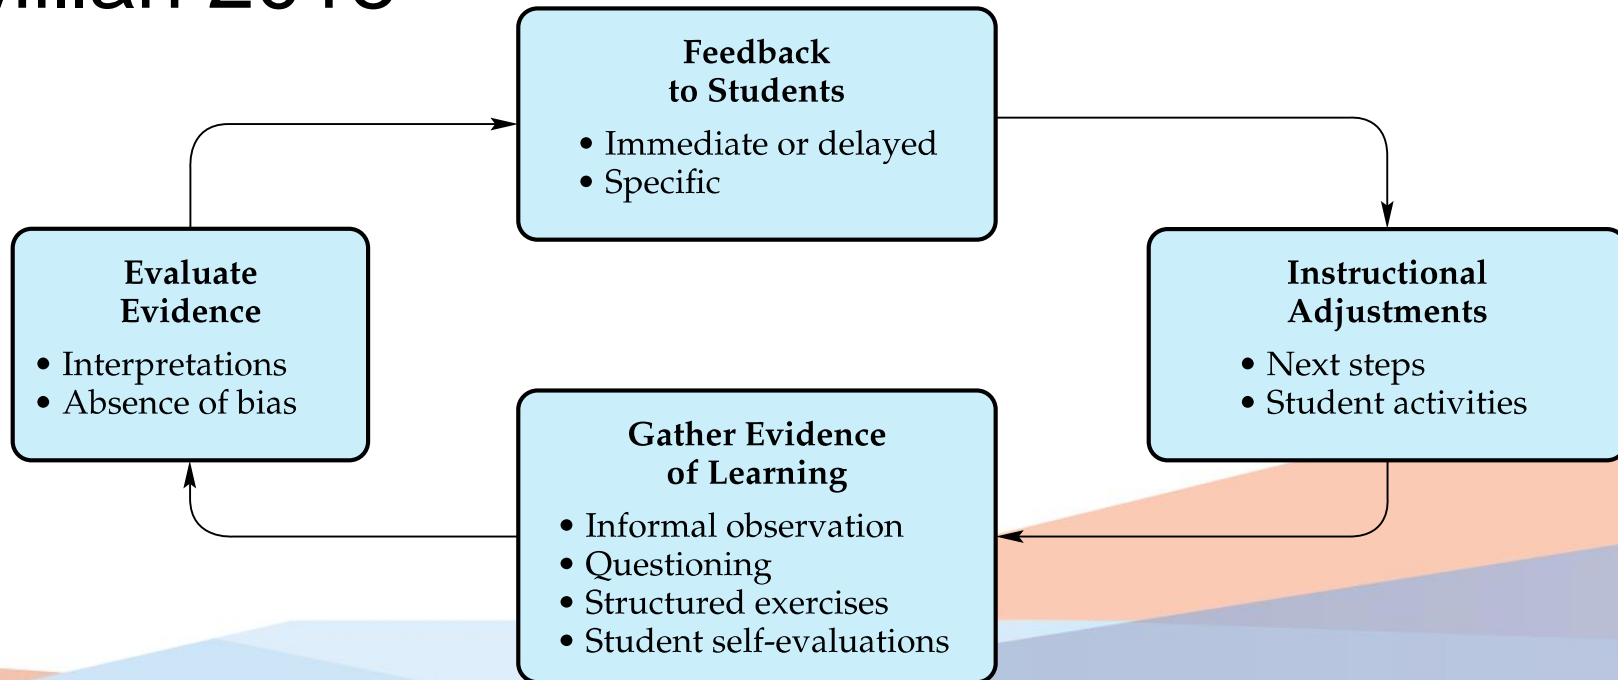 Feedback
to Students
• Immediate or delayed
• Specific
Evaluate
Evidence
• Interpretations
• Absence of bias
Instructional
Adjustments
• Next steps
• Student activities
Gather Evidence
of Learning
• Informal observation
• Questioning
• Structured exercises
• Student self-evaluations